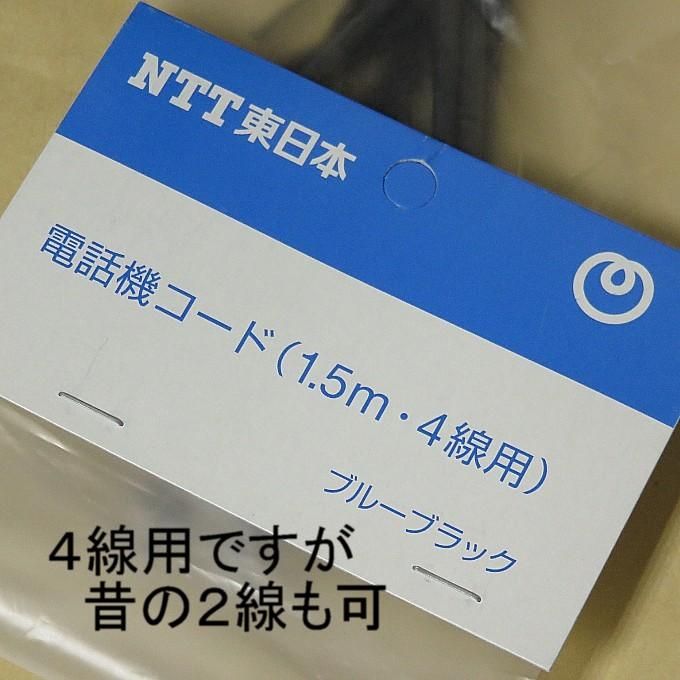 NTT東日本
電話機コード(1.5m・4線用)
ブルーブラック
4線用ですが
昔の2線も可